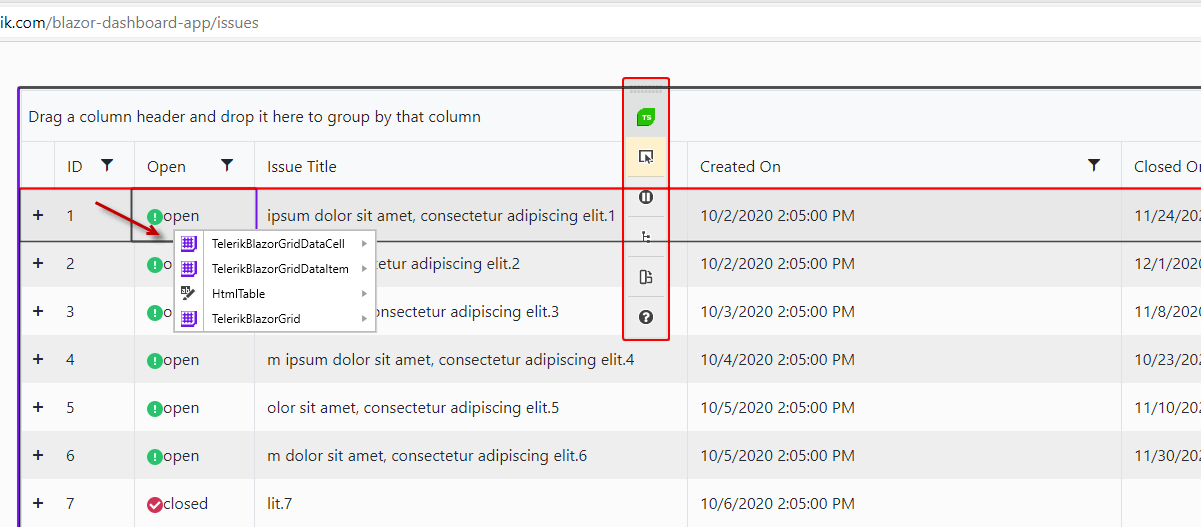 ik.com/blazor-dashboard-app/issues
Drag a column header and drop it here to group by that column
TS
ID Open Issue Title Created On Closed On
+ 1 open ipsum dolor sit amet, consectetur adipiscing elit.1 10/2/2020 2:05:00 PM 11/24/202
TelerikBlazorGridDataCell
+ 2 etur adipiscing elit.2 10/2/2020 2:05:00 PM 12/1/2020
TelerikBlazorGridDataItem
HtmlTable
+ 3 onsectetur adipiscing elit.3 10/3/2020 2:05:00 PM 11/8/2020
TelerikBlazorGrid
+ 4 open m ipsum dolor sit amet, consectetur adipiscing elit.4 10/4/2020 2:05:00 PM 10/23/202
+ 5 open olor sit amet, consectetur adipiscing elit.5 10/5/2020 2:05:00 PM 11/10/202
+ 6 open m dolor sit amet, consectetur adipiscing elit.6 10/5/2020 2:05:00 PM 11/30/202
+ 7 closed lit.7 10/6/2020 2:05:00 PM